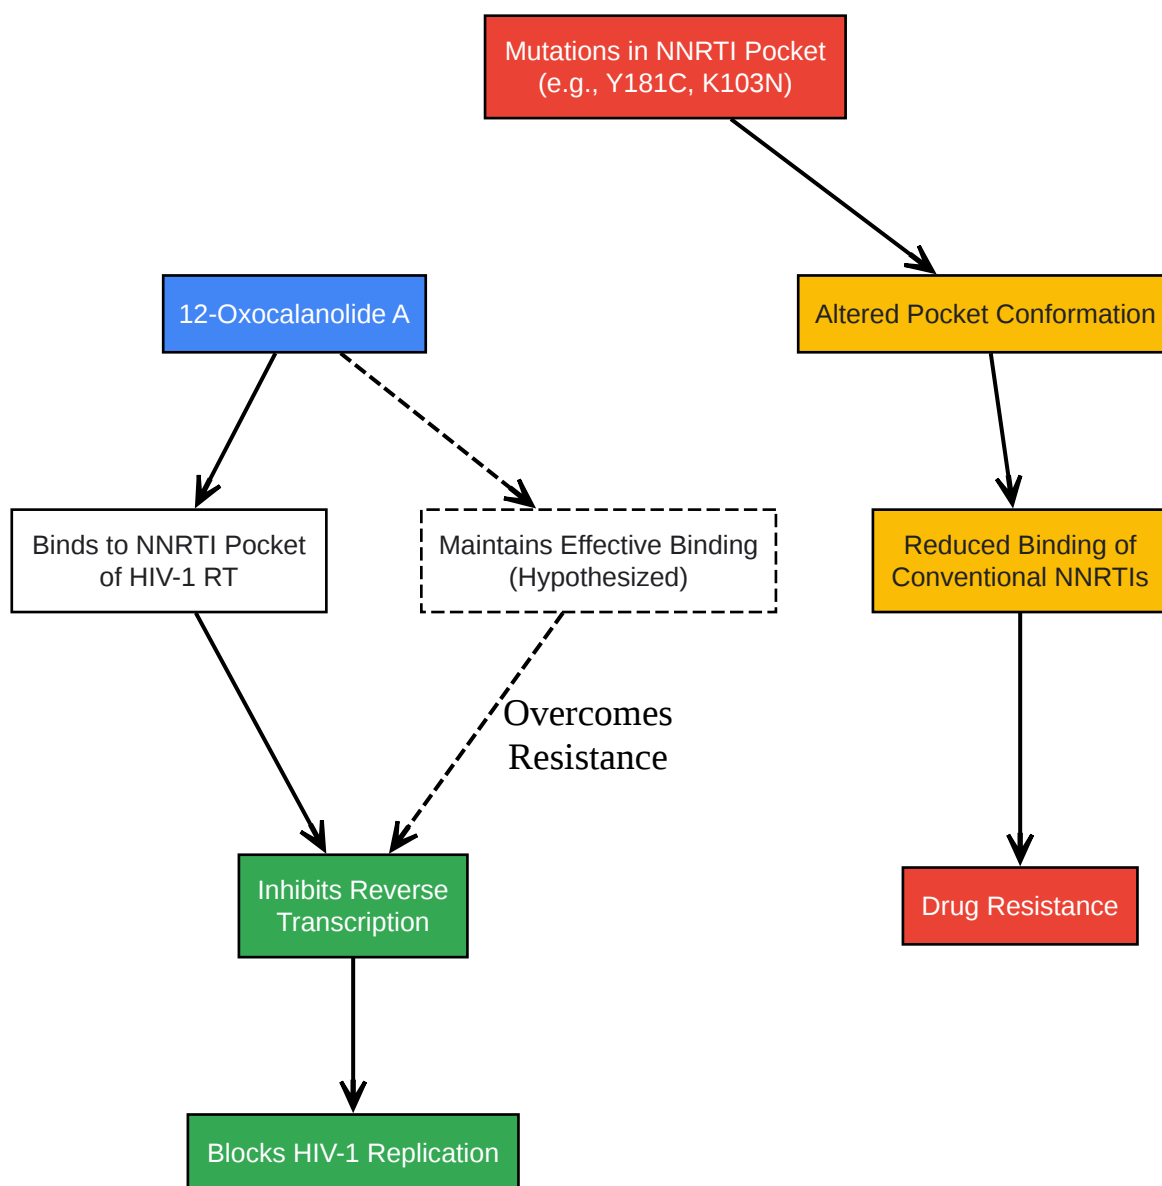 Mutations in NNRTI Pocket
(e.g., Y181C, K103N)
12-Oxocalanolide A
Altered Pocket Conformation
Binds to NNRTI Pocket
of HIV-1 RT
Maintains Effective Binding
(Hypothesized)
Reduced Binding of
Conventional NNRTIs
Overcomes
Resistance
Inhibits Reverse
Transcription
Drug Resistance
Blocks HIV-1 Replication